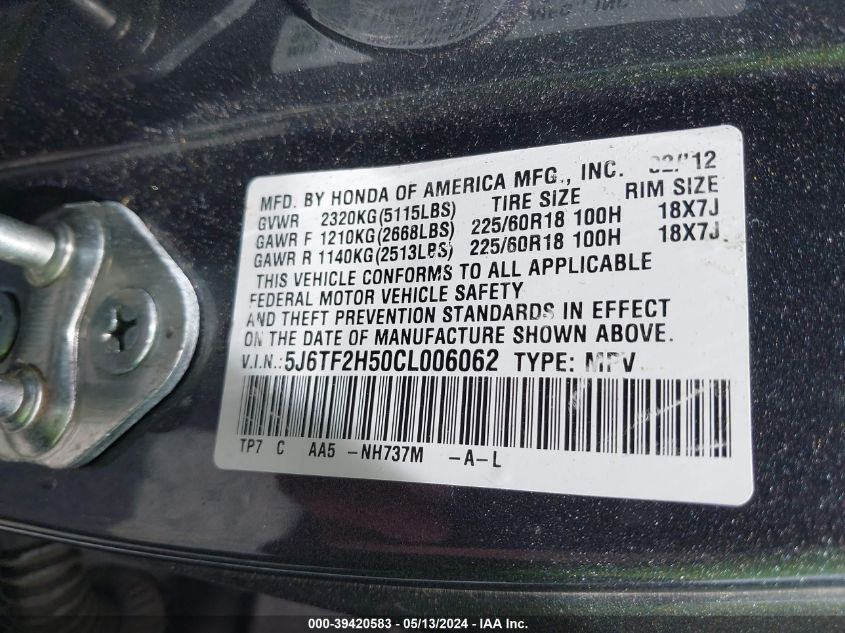 MFD. BY HONDA OF AMERICA MFG., INC. 02/'12
GVWR 2320KG(5115LBS) TIRE SIZE RIM SIZE
GAWR F 1210KG(2668LBS) 225/60R18 100H 18X7J
GAWR R 1140KG(2513LBS) 225/60R18 100H 18X7J
THIS VEHICLE CONFORMS TO ALL APPLICABLE
FEDERAL MOTOR VEHICLE SAFETY
AND THEFT PREVENTION STANDARDS IN EFFECT
ON THE DATE OF MANUFACTURE SHOWN ABOVE.
V.I.N.: 5J6TF2H50CL006062 TYPE: MPV
TP7 C AA5 -NH737M -A-L
000-39420583 - 05/13/2024 - IAA Inc.